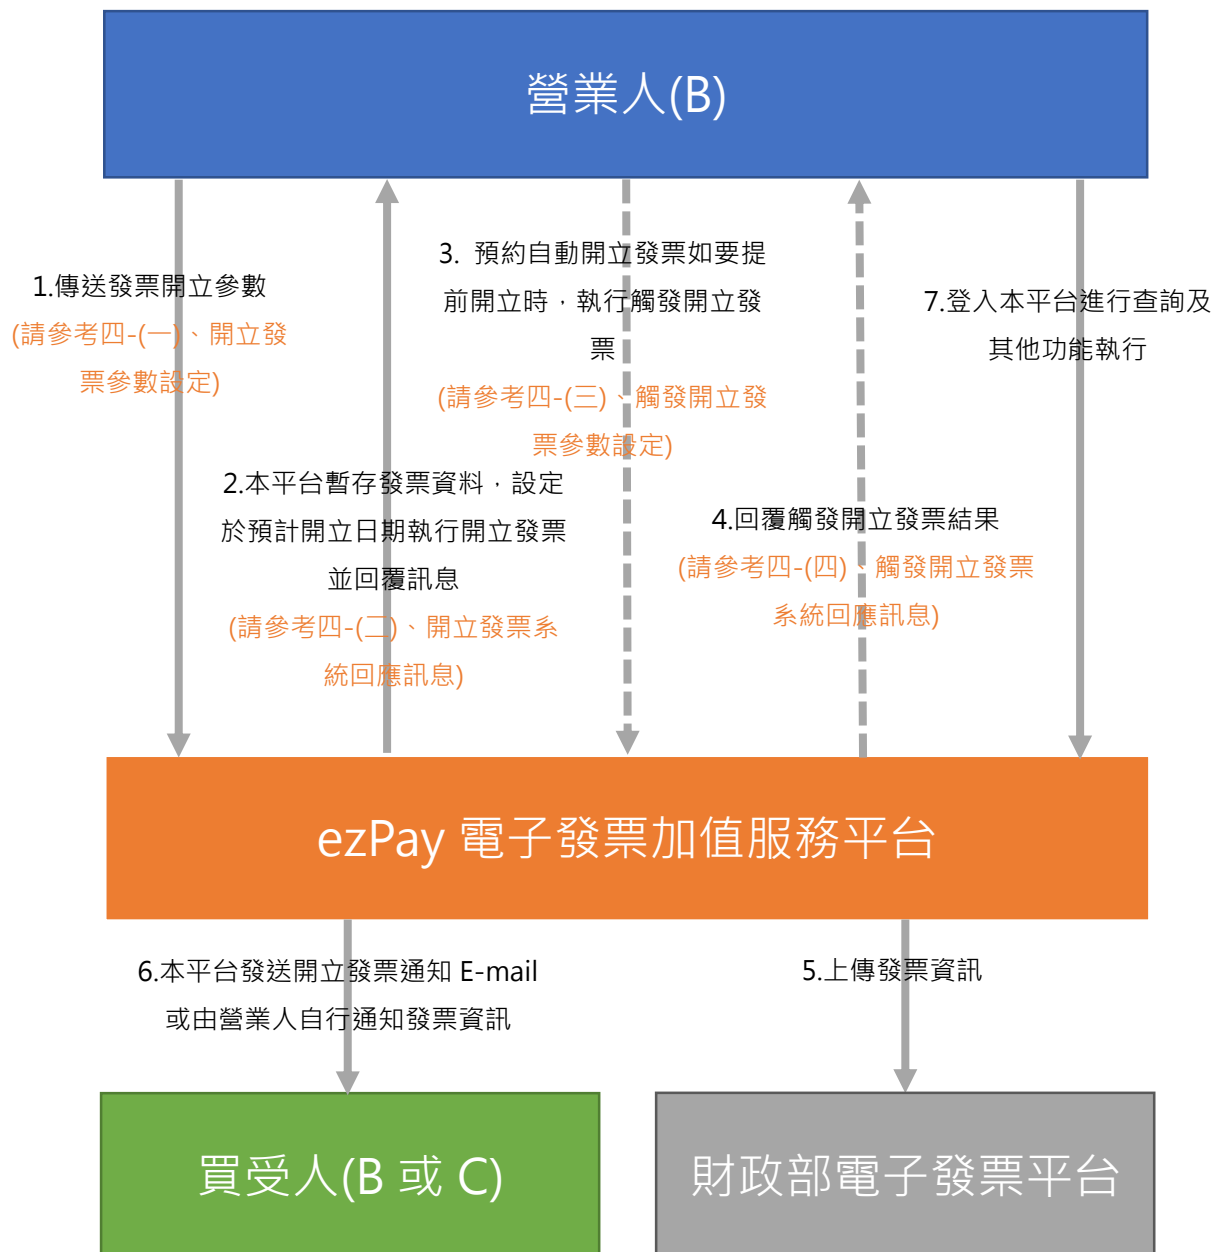 營業人(B)
1.傳送發票開立參數
(請參考四-(一)、開立發
票參數設定)
2.本平台暫存發票資料，設定
於預計開立日期執行開立發票
並回覆訊息
(請參考四-(二)、開立發票系
統回應訊息)
3. 預約自動開立發票如要提
前開立時，執行觸發開立發
票
(請參考四-(三)、觸發開立發
票參數設定)
4.回覆觸發開立發票結果
(請參考四-(四)、觸發開立發票
系統回應訊息)
7.登入本平台進行查詢及
其他功能執行
ezPay 電子發票加值服務平台
6.本平台發送開立發票通知 E-mail
或由營業人自行通知發票資訊
5.上傳發票資訊
買受人(B 或 C)
財政部電子發票平台